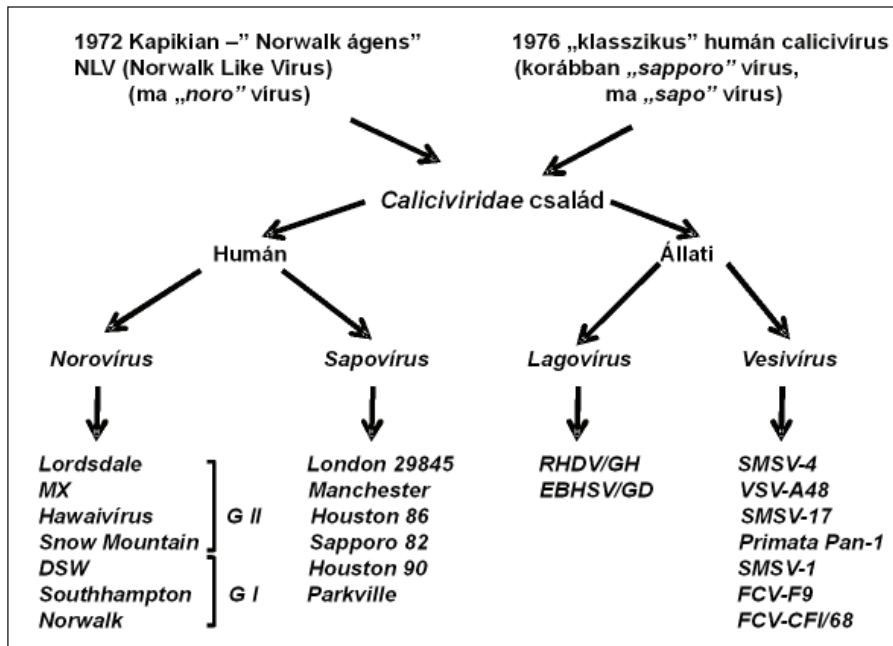 1972 Kapikian –” Norwalk ágens”
NLV (Norwalk Like Virus)
(ma „noro” vírus)
1976 „klasszikus” humán calicivírus
(korábban „sapporo” vírus,
ma „sapo” vírus)
Caliciviridae család
Humán
Állati
Norovírus
Sapovírus
Lagovírus
Vesivírus
Lordsdale
MX
Hawaivírus
Snow Mountain
G II
DSW
Southhampton
Norwalk
G I
London 29845
Manchester
Houston 86
Sapporo 82
Houston 90
Parkville
RHDV/GH
EBHSV/GD
SMSV-4
VSV-A48
SMSV-17
Primata Pan-1
SMSV-1
FCV-F9
FCV-CFI/68